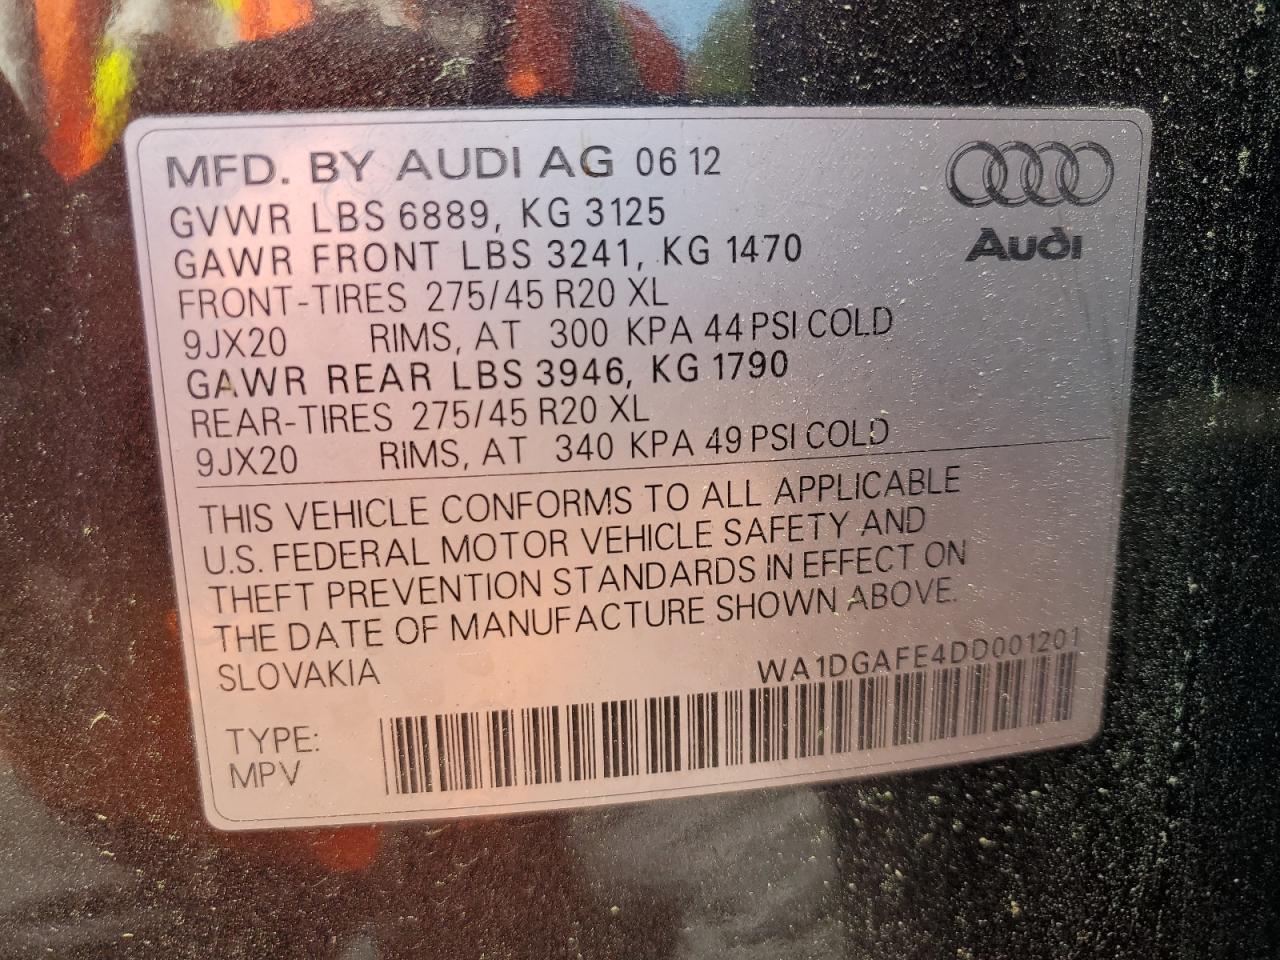 MFD. BY AUDI AG 06 12
GVWR LBS 6889, KG 3125
GAWR FRONT LBS 3241, KG 1470
FRONT-TIRES 275/45 R20 XL
9JX20 RIMS, AT 300 KPA 44 PSI COLD
GAWR REAR LBS 3946, KG 1790
REAR-TIRES 275/45 R20 XL
9JX20 RIMS, AT 340 KPA 49 PSI COLD
Audi
THIS VEHICLE CONFORMS TO ALL APPLICABLE
U.S. FEDERAL MOTOR VEHICLE SAFETY AND
THEFT PREVENTION STANDARDS IN EFFECT ON
THE DATE OF MANUFACTURE SHOWN ABOVE.
SLOVAKIA
WA1DGAFE4DD001201
TYPE:
MPV